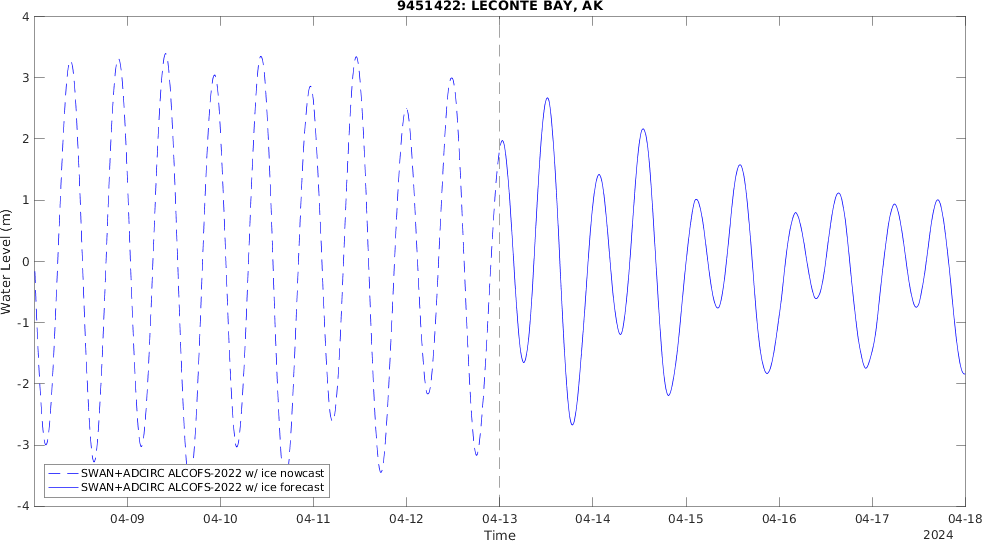 9451422: LECONTE BAY, AK
4
3
2
1
0
-1
-2
-3
-4
Water Level (m)
SWAN+ADCIRC ALCOFS-2022 w/ ice nowcast
SWAN+ADCIRC ALCOFS-2022 w/ ice forecast
04-09 04-10 04-11 04-12 04-13 04-14 04-15 04-16 04-17 04-18
Time
2024